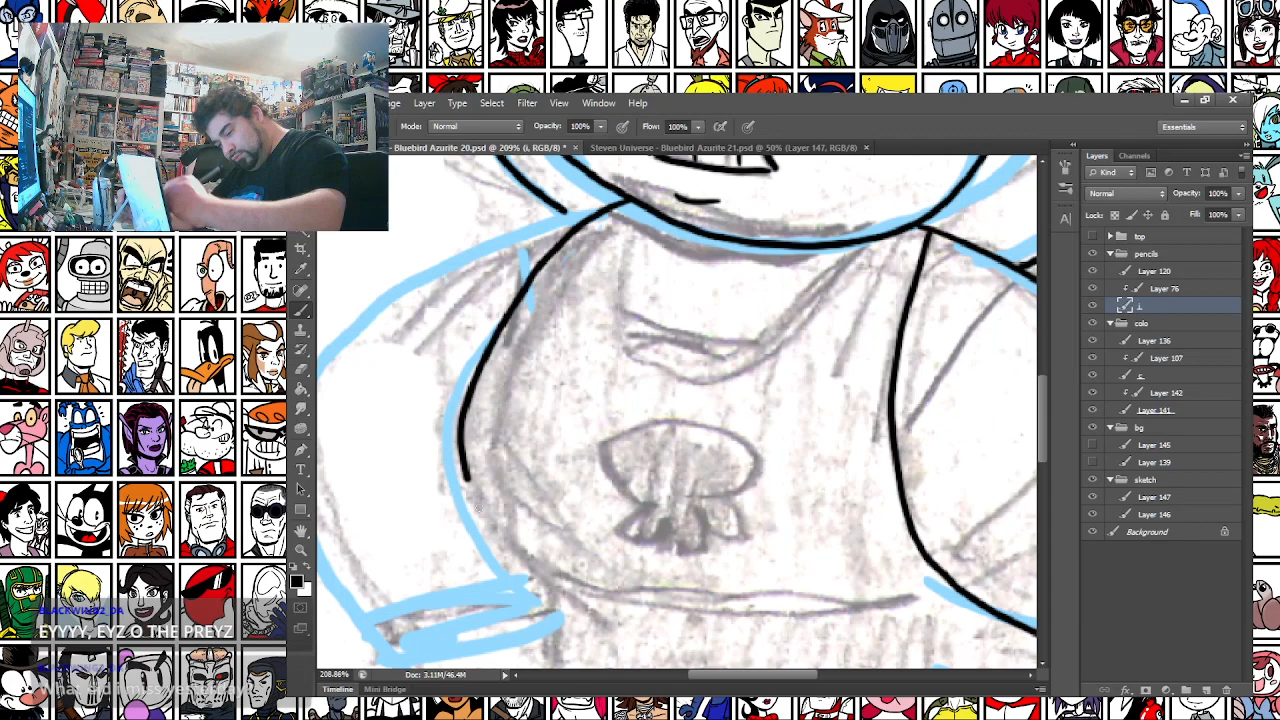 Layer Type Select Filter View Window Help
Mode: Normal Opacity: 100% Flow: 100% Essentials
Bluebird Azurite 20.psd @ 209% (i, RGB/8) * × Steven Universe - Bluebird Azurite 21.psd @ 50% (Layer 147, RGB/8) ×
Layers Channels
Kind
Normal Opacity: 100%
Lock: Fill: 100%
top
pencils
Layer 120
Layer 76
i
colo
Layer 136
Layer 107
c
Layer 142
Layer 141
bg
Layer 145
Layer 139
sketch
Layer 147
Layer 146
Background
EYYYY, EYZ O THE PREYZ
208.86% Doc: 3.11M/46.4M
Timeline Mini Bridge